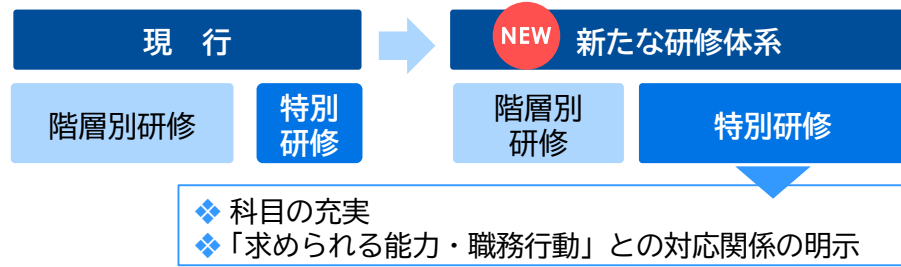 現　行
NEW 新たな研修体系
階層別研修
特別
研修
階層別
研修
特別研修
❖ 科目の充実
❖「求められる能力・職務行動」との対応関係の明示